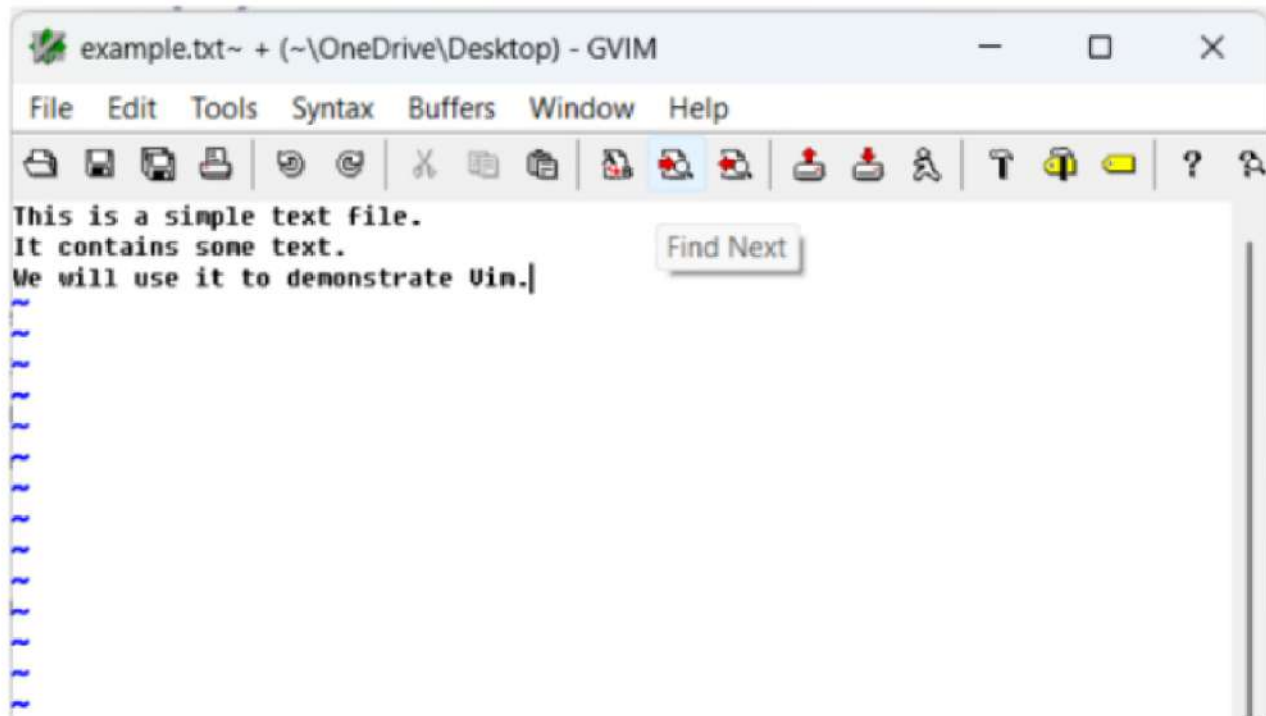 example.txt~ + (~\OneDrive\Desktop) - GVIM
File Edit Tools Syntax Buffers Window Help
This is a simple text file.
Find Next
It contains some text.
We will use it to demonstrate Vim.
~
~
~
~
~
~
~
~
~
~
~
~
~
~